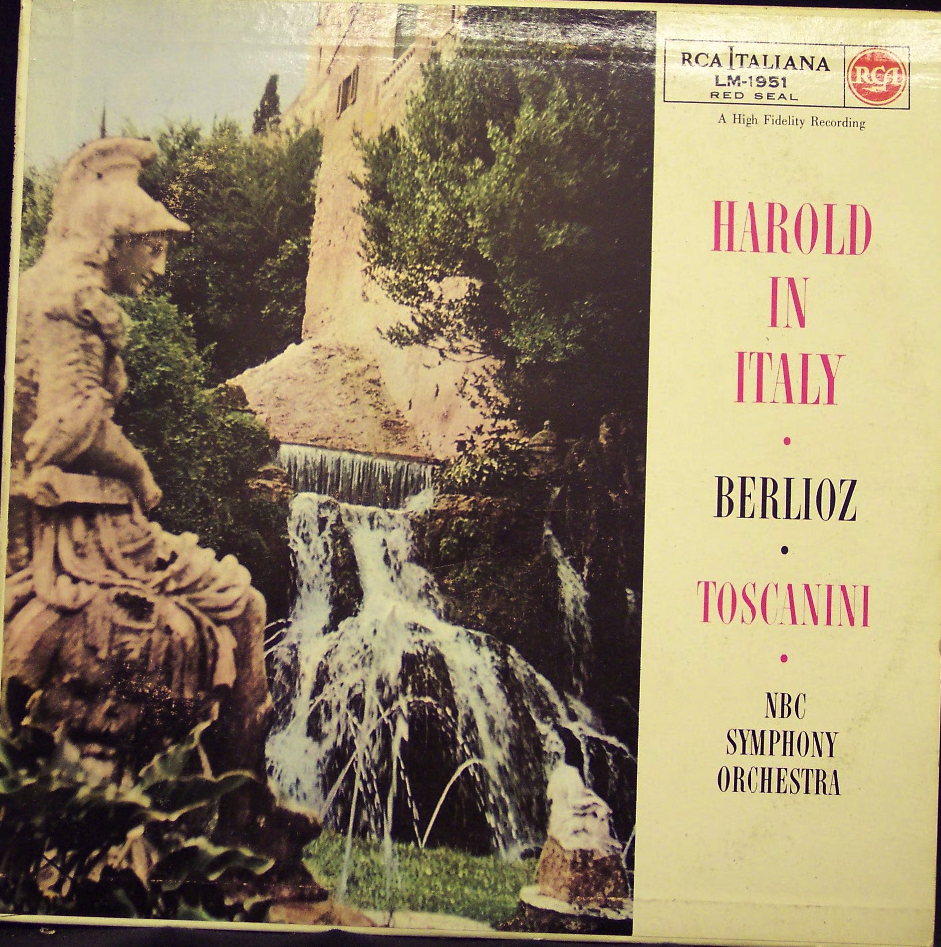 RCA ITALIANA
LM-1951
RED SEAL
RCA
A High Fidelity Recording
HAROLD
IN
ITALY
•
BERLIOZ
•
TOSCANINI
•
NBC
SYMPHONY
ORCHESTRA